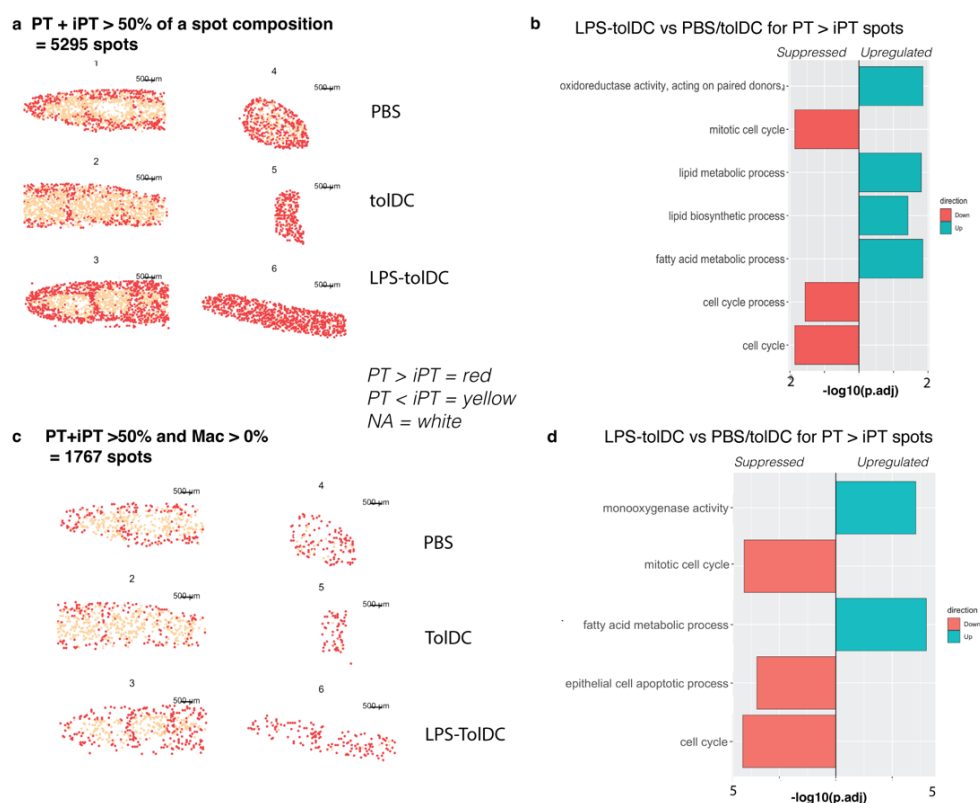 a PT + iPT > 50% of a spot composition
= 5295 spots
1
500 µm
4
500 µm
PBS
2
500 µm
5
500 µm
tolDC
3
500 µm
6
500 µm
LPS-tolDC
PT > iPT = red
PT < iPT = yellow
NA = white
b LPS-tolDC vs PBS/tolDC for PT > iPT spots
Suppressed Upregulated
oxidoreductase activity, acting on paired donors,
mitotic cell cycle
lipid metabolic process
lipid biosynthetic process
fatty acid metabolic process
cell cycle process
cell cycle
2 2
-log10(p.adj)
direction
Down
Up
c PT+iPT >50% and Mac > 0%
= 1767 spots
500 µm
4
500 µm
PBS
2
500 µm
5
500 µm
TolDC
3
500 µm
6
500 µm
LPS-TolDC
d LPS-tolDC vs PBS/tolDC for PT > iPT spots
Suppressed Upregulated
monooxygenase activity
mitotic cell cycle
fatty acid metabolic process
epithelial cell apoptotic process
cell cycle
5 5
-log10(p.adj)
direction
Down
Up